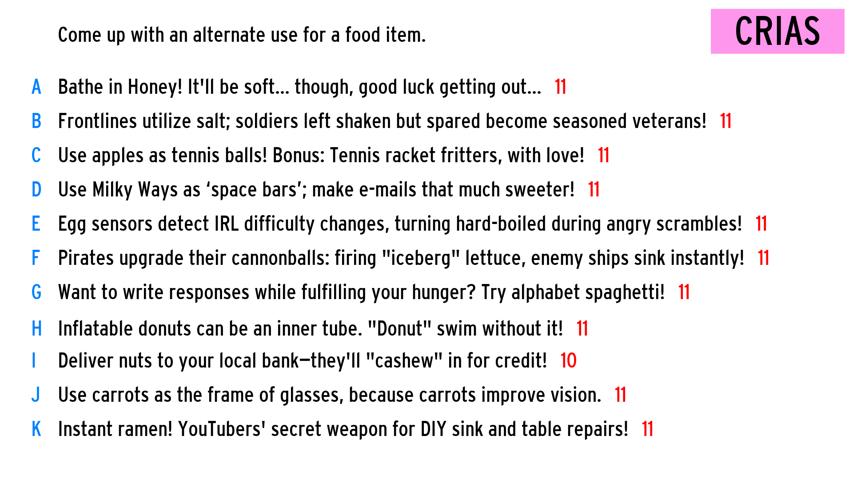 Come up with an alternate use for a food item.
CRIAS
A Bathe in Honey! It'll be soft... though, good luck getting out... 11
B Frontlines utilize salt; soldiers left shaken but spared become seasoned veterans! 11
C Use apples as tennis balls! Bonus: Tennis racket fritters, with love! 11
D Use Milky Ways as ‘space bars’; make e-mails that much sweeter! 11
E Egg sensors detect IRL difficulty changes, turning hard-boiled during angry scrambles! 11
F Pirates upgrade their cannonballs: firing "iceberg" lettuce, enemy ships sink instantly! 11
G Want to write responses while fulfilling your hunger? Try alphabet spaghetti! 11
H Inflatable donuts can be an inner tube. "Donut" swim without it! 11
I Deliver nuts to your local bank—they'll "cashew" in for credit! 10
J Use carrots as the frame of glasses, because carrots improve vision. 11
K Instant ramen! YouTubers' secret weapon for DIY sink and table repairs! 11